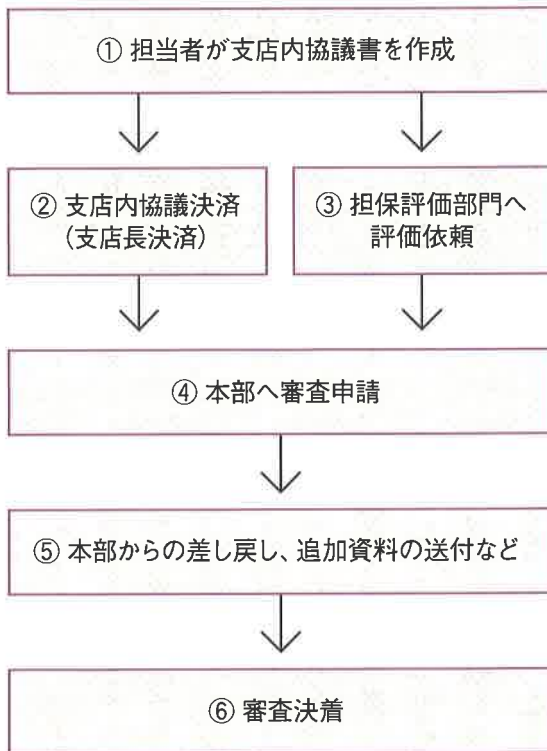 ① 担当者が支店内協議書を作成
② 支店内協議決済
(支店長決済)
③ 担保評価部門へ
評価依頼
④ 本部へ審査申請
⑤ 本部からの差し戻し、追加資料の送付など
⑥ 審査決着